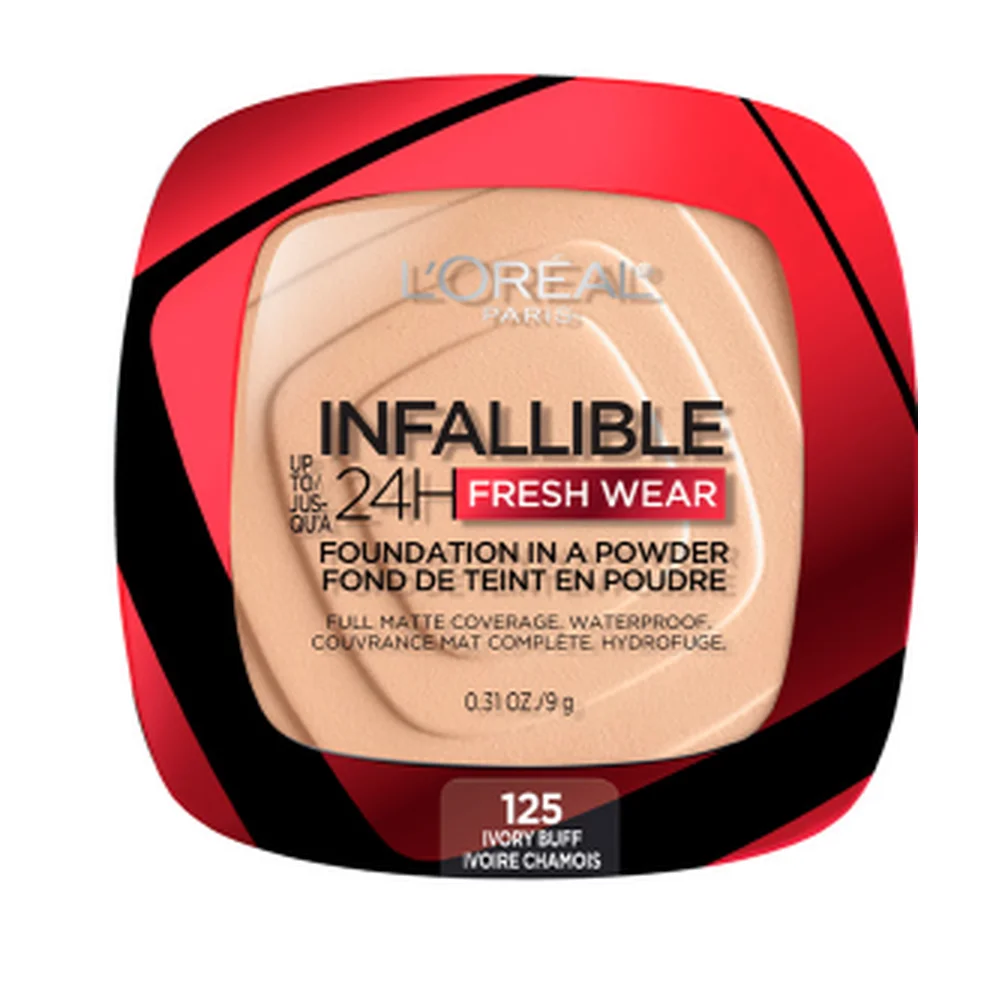 L'ORÉAL
PARIS
INFALLIBLE
UP
TO/
JUS-
QU'A
24H FRESH WEAR
FOUNDATION IN A POWDER
FOND DE TEINT EN POUDRE
FULL MATTE COVERAGE. WATERPROOF.
COUVRANCE MAT COMPLÈTE. HYDROFUGE.
0.31 OZ./9 g
125
IVORY BUFF
IVOIRE CHAMOIS